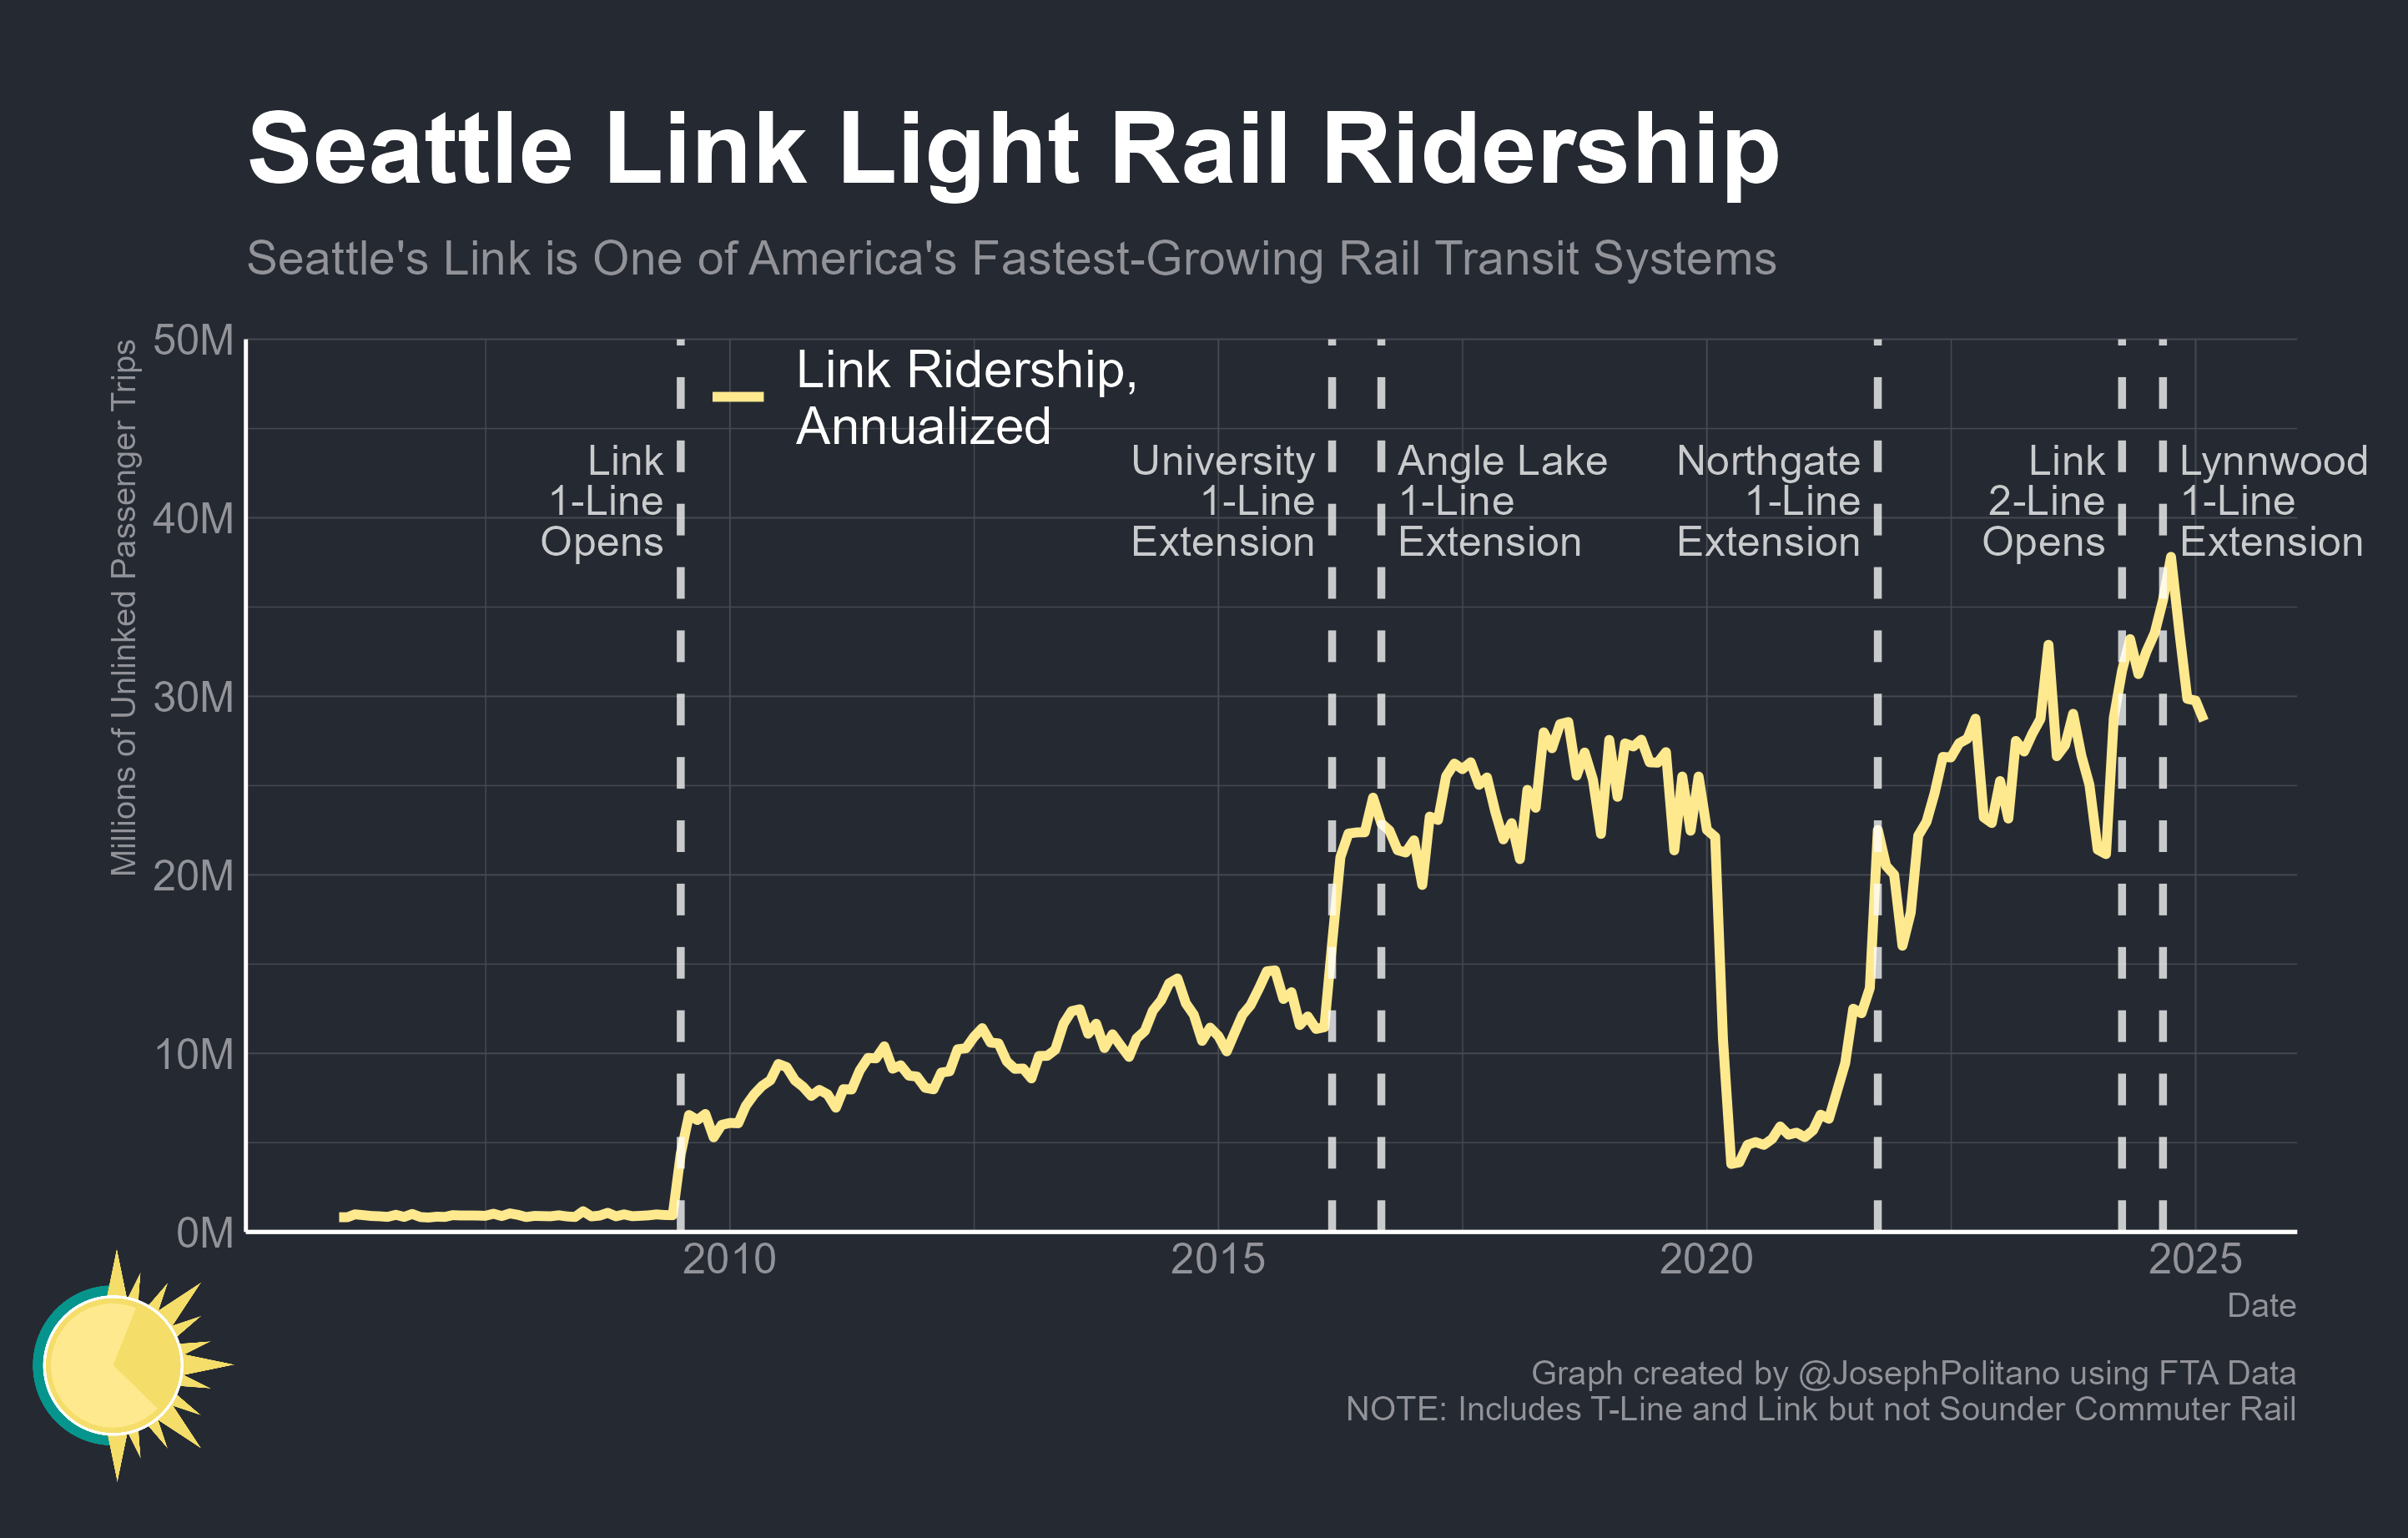 Seattle Link Light Rail Ridership
Seattle's Link is One of America's Fastest-Growing Rail Transit Systems
Millions of Unlinked Passenger Trips
50M
40M
30M
20M
10M
0M
Link Ridership,
Annualized
Link
1-Line
Opens
University
1-Line
Extension
Angle Lake
1-Line
Extension
Northgate
1-Line
Extension
Link
2-Line
Opens
Lynnwood
1-Line
Extension
2010
2015
2020
2025
Date
Graph created by @JosephPolitano using FTA Data
NOTE: Includes T-Line and Link but not Sounder Commuter Rail